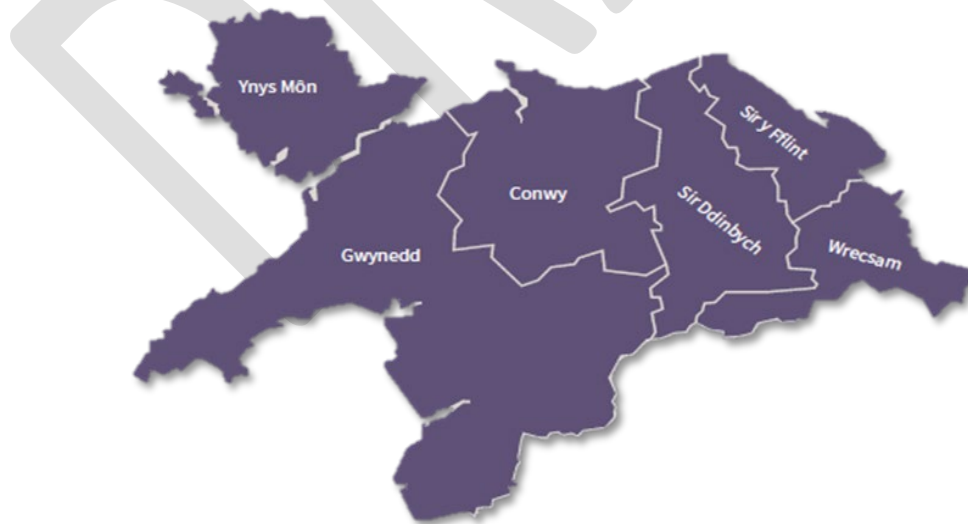 Ynys Môn
Sir y Fflint
Conwy
Sir Ddinbych
Gwynedd
Wrecsam